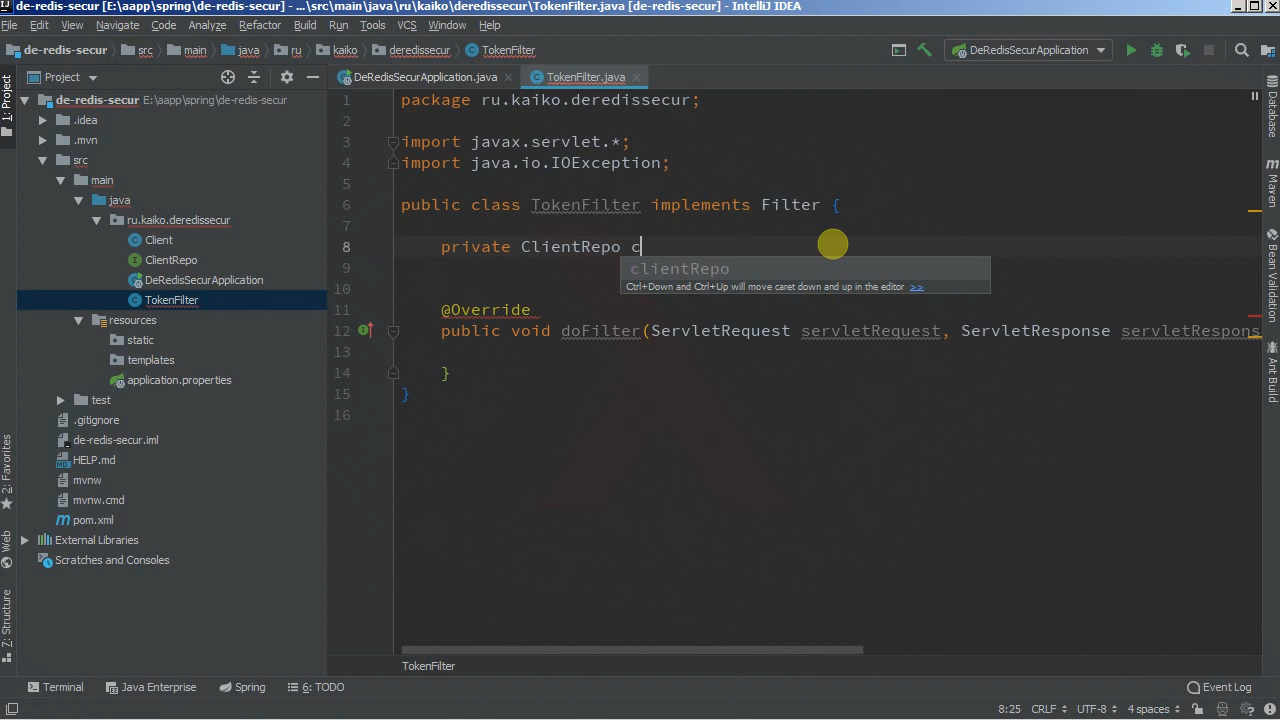 de-redis-secur [E:\aapp\spring\de-redis-secur] - ...\src\main\java\ru\kaiko\deredissecur\TokenFilter.java [de-redis-secur] - IntelliJ IDEA
File Edit View Navigate Code Analyze Refactor Build Run Tools VCS Window Help
de-redis-secur src main java ru kaiko deredissecur TokenFilter
DeRedisSecurApplication
Project
DeRedisSecurApplication.java
TokenFilter.java
1: Project
de-redis-secur E:\aapp\spring\de-redis-secur
.idea
.mvn
src
main
java
ru.kaiko.deredissecur
Client
ClientRepo
DeRedisSecurApplication
TokenFilter
resources
static
templates
application.properties
test
.gitignore
de-redis-secur.iml
HELP.md
mvnw
mvnw.cmd
pom.xml
External Libraries
Scratches and Consoles
2: Favorites
Web
7: Structure
1 package ru.kaiko.deredissecur;
2
3 import javax.servlet.*;
4 import java.io.IOException;
5
6 public class TokenFilter implements Filter {
7
8 private ClientRepo c
clientRepo
Ctrl+Down and Ctrl+Up will move caret down and up in the editor >>
9
10
11 @Override
12 public void doFilter(ServletRequest servletRequest, ServletResponse servletRespons
13
14 }
15 }
16
Database
Maven
Bean Validation
Ant Build
TokenFilter
Terminal Java Enterprise Spring 6: TODO
Event Log
8:25 CRLF UTF-8 4 spaces